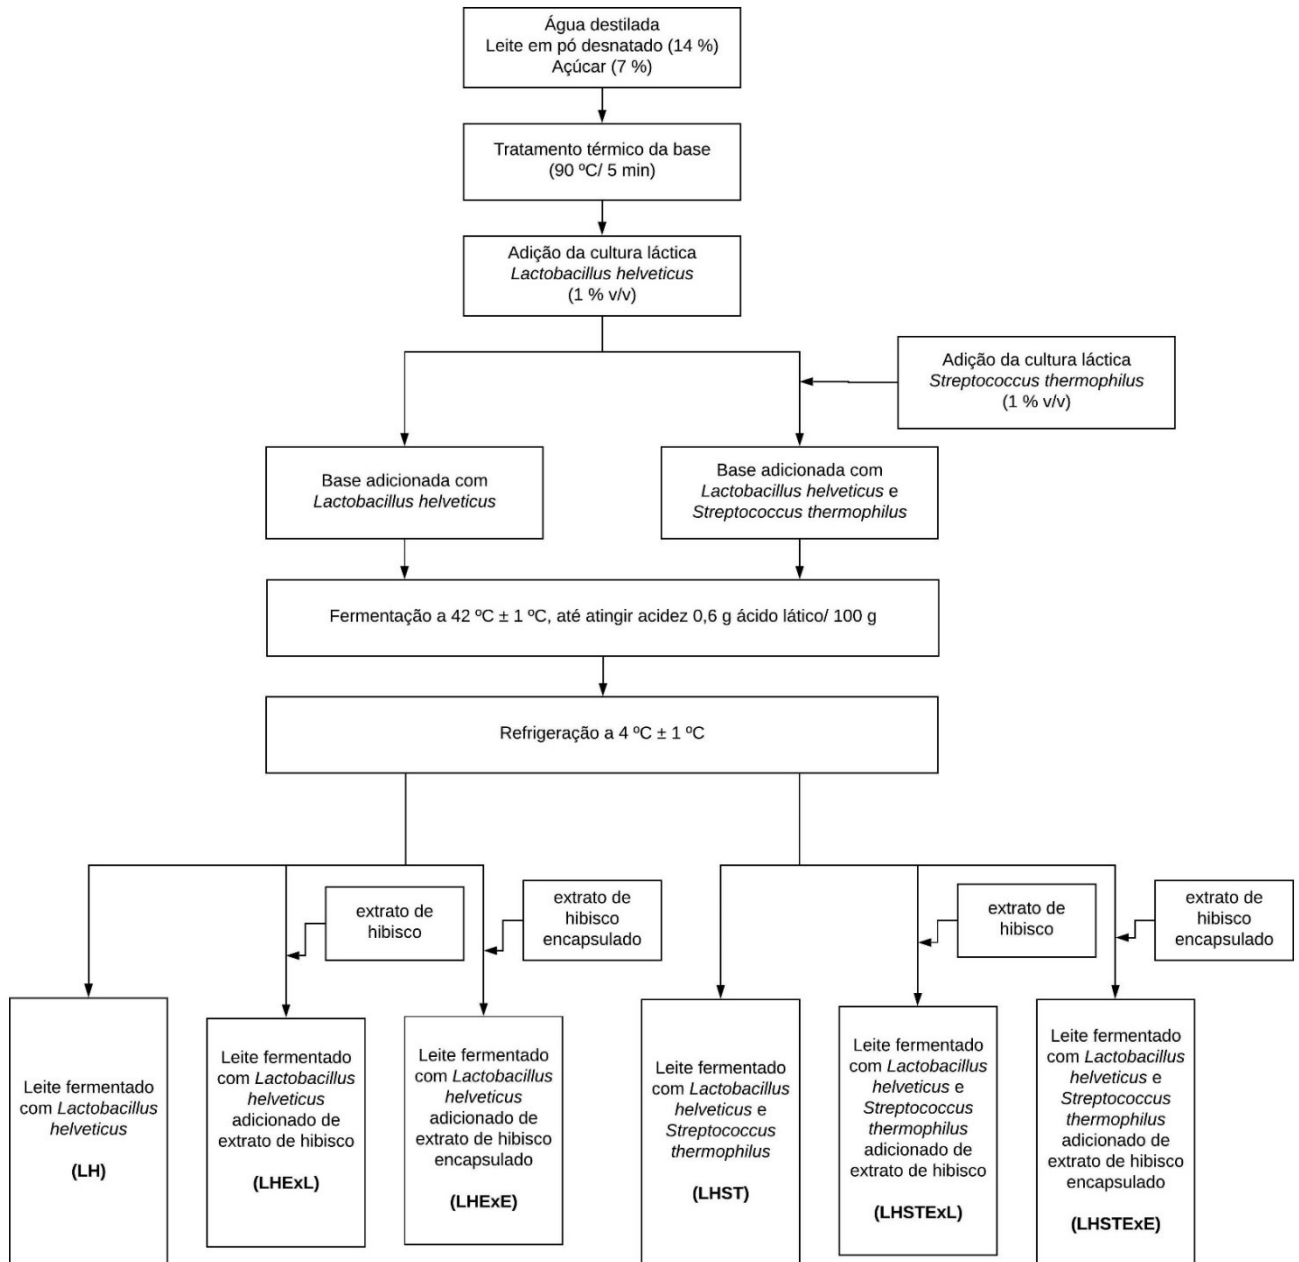 Água destilada
Leite em pó desnatado (14 %)
Açúcar (7 %)
Tratamento térmico da base
(90 ºC/ 5 min)
Adição da cultura láctica
Lactobacillus helveticus
(1 % v/v)
Adição da cultura láctica
Streptococcus thermophilus
(1 % v/v)
Base adicionada com
Lactobacillus helveticus
Base adicionada com
Lactobacillus helveticus e
Streptococcus thermophilus
Fermentação a 42 ºC ± 1 ºC, até atingir acidez 0,6 g ácido lático/ 100 g
Refrigeração a 4 ºC ± 1 ºC
extrato de
hibisco
extrato de
hibisco
encapsulado
extrato de
hibisco
extrato de
hibisco
encapsulado
Leite fermentado
com Lactobacillus
helveticus
(LH)
Leite fermentado
com Lactobacillus
helveticus
adicionado de
extrato de hibisco
(LHExL)
Leite fermentado
com Lactobacillus
helveticus
adicionado de
extrato de hibisco
encapsulado
(LHExE)
Leite fermentado
com Lactobacillus
helveticus e
Streptococcus
thermophilus
(LHST)
Leite fermentado
com Lactobacillus
helveticus e
Streptococcus
thermophilus
adicionado de
extrato de hibisco
(LHSTExL)
Leite fermentado
com Lactobacillus
helveticus e
Streptococcus
thermophilus
adicionado de
extrato de hibisco
encapsulado
(LHSTExE)